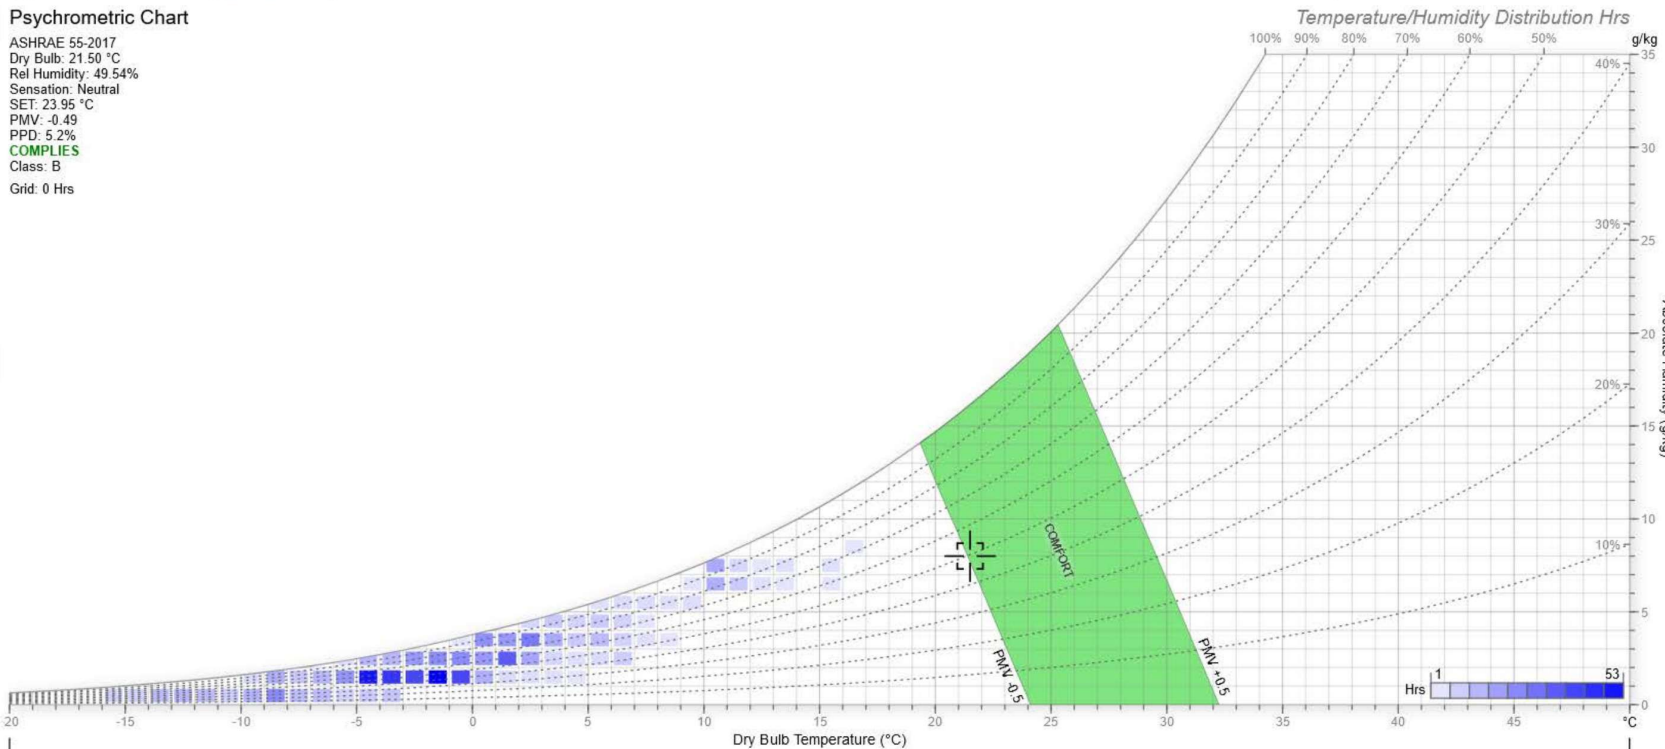 Psychrometric Chart
Temperature/Humidity Distribution Hrs
ASHRAE 55-2017
Dry Bulb: 21.50 °C
Rel Humidity: 49.54%
Sensation: Neutral
SET: 23.95 °C
PMV: -0.49
PPD: 5.2%
COMPLIES
Class: B
Grid: 0 Hrs
100% 90% 80% 70% 60% 50% g/kg
35
40%
30
30%
25
20
20%
15
10
10%
5
0
COMFORT
PMV -0.5
PMV +0.5
1 53
Hrs
-20 -15 -10 -5 0 5 10 15 20 25 30 35 40 45 °C
Dry Bulb Temperature (°C)